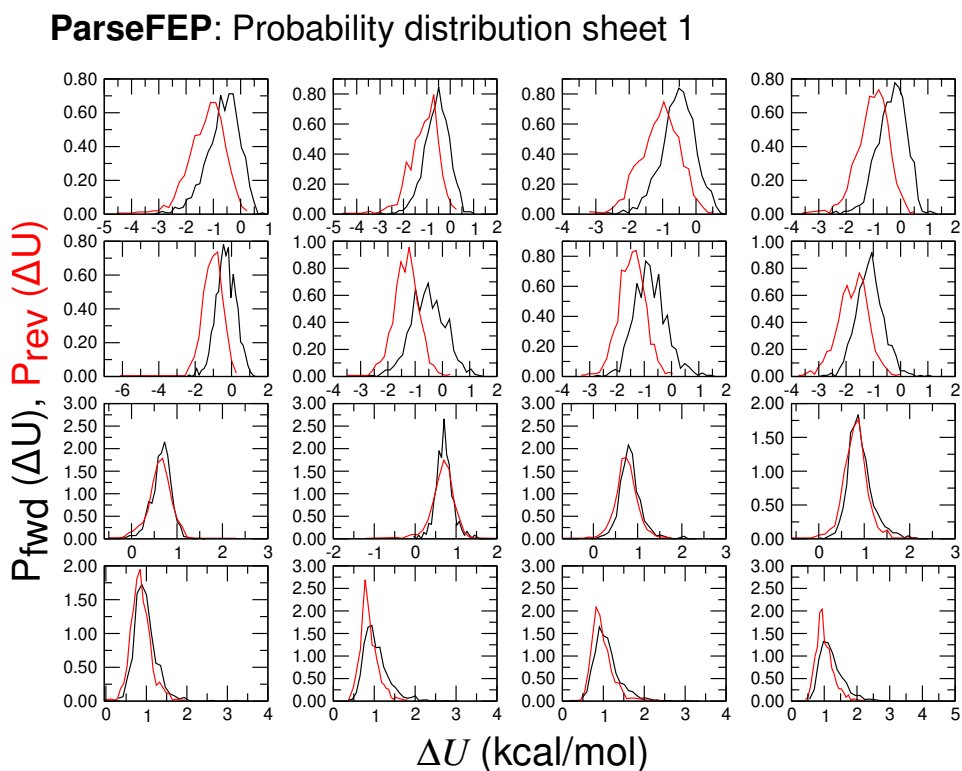 ParseFEP: Probability distribution sheet 1
Pfwd (ΔU), Prev (ΔU)
0.80 0.60 0.40 0.20 0.00
-5 -4 -3 -2 -1 0 1
0.80 0.60 0.40 0.20 0.00
-5 -4 -3 -2 -1 0 1 2
0.80 0.60 0.40 0.20 0.00
-4 -3 -2 -1 0
0.80 0.60 0.40 0.20 0.00
-4 -3 -2 -1 0 1 2
0.80 0.60 0.40 0.20 0.00
-6 -4 -2 0 2
1.00 0.80 0.60 0.40 0.20 0.00
-4 -3 -2 -1 0 1 2
0.80 0.60 0.40 0.20 0.00
-4 -3 -2 -1 0 1 2
1.00 0.80 0.60 0.40 0.20 0.00
-4 -3 -2 -1 0 1 2
3.00 2.50 2.00 1.50 1.00 0.50 0.00
0 1 2 3
3.00 2.50 2.00 1.50 1.00 0.50 0.00
-2 -1 0 1 2
3.00 2.50 2.00 1.50 1.00 0.50 0.00
0 1 2 3
2.00 1.50 1.00 0.50 0.00
0 1 2 3
2.00 1.50 1.00 0.50 0.00
0 1 2 3 4
3.00 2.50 2.00 1.50 1.00 0.50 0.00
0 1 2 3 4
3.00 2.50 2.00 1.50 1.00 0.50 0.00
0 1 2 3 4
3.00 2.50 2.00 1.50 1.00 0.50 0.00
0 1 2 3 4 5
ΔU (kcal/mol)